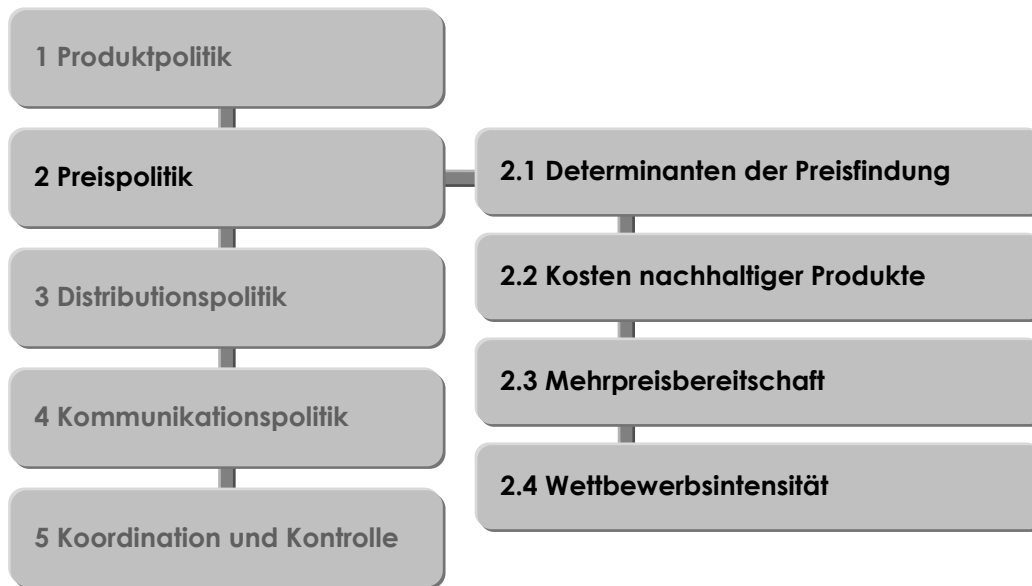 1 Produktpolitik
2 Preispolitik
3 Distributionspolitik
4 Kommunikationspolitik
5 Koordination und Kontrolle
2.1 Determinanten der Preisfindung
2.2 Kosten nachhaltiger Produkte
2.3 Mehrpreisbereitschaft
2.4 Wettbewerbsintensität